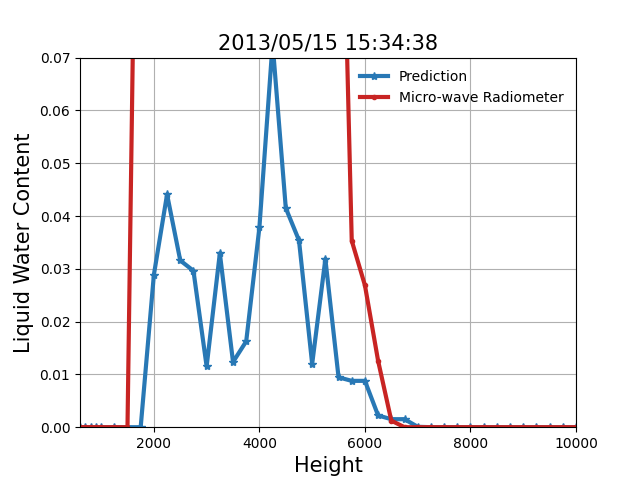 2013/05/15 15:34:38
Prediction
Micro-wave Radiometer
Liquid Water Content
0.07
0.06
0.05
0.04
0.03
0.02
0.01
0.00
2000 4000 6000 8000 10000
Height